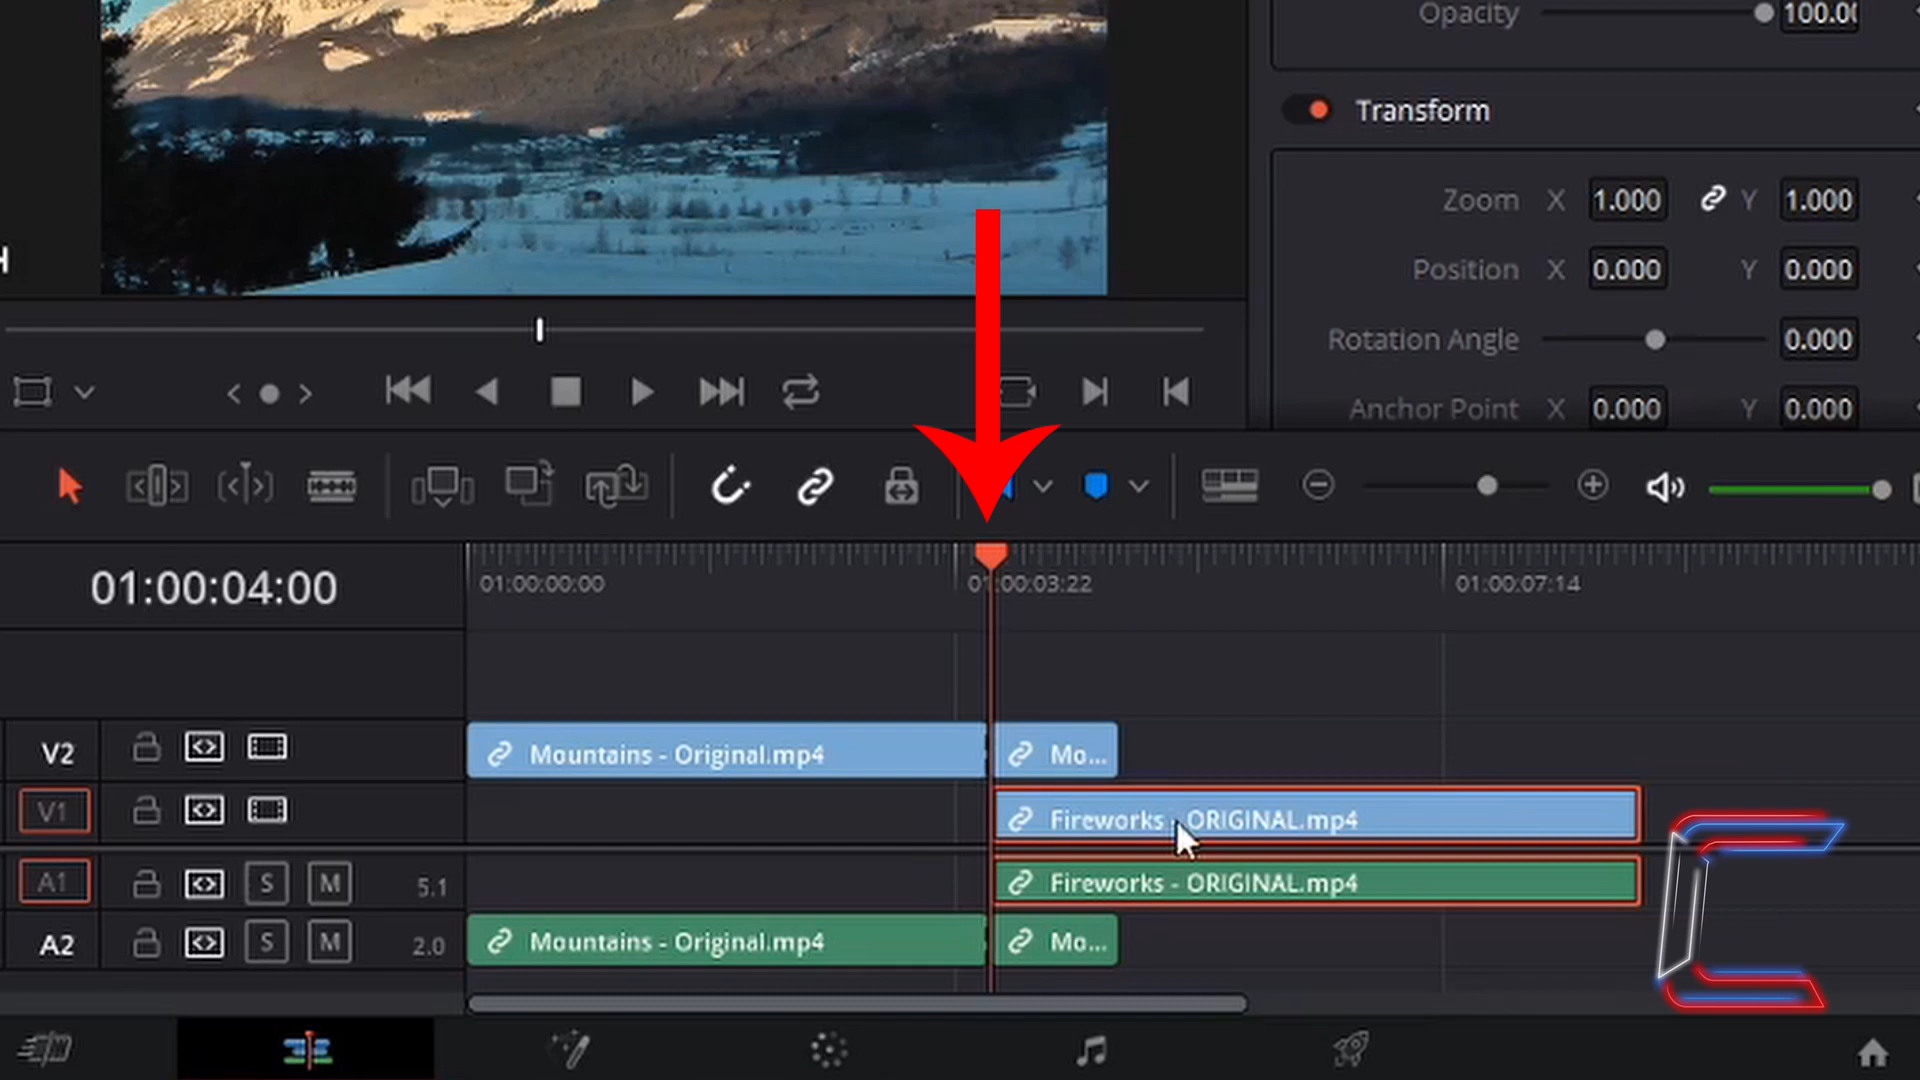 Opacity 100.0
Transform
Zoom X 1.000 Y 1.000
Position X 0.000 Y 0.000
Rotation Angle 0.000
Anchor Point X 0.000 Y 0.000
01:00:04:00
01:00:00:00 01:00:03:22 01:00:07:14
V2 Mountains - Original.mp4 Mo...
V1 Fireworks - ORIGINAL.mp4
A1 S M 5.1 Fireworks - ORIGINAL.mp4
A2 S M 2.0 Mountains - Original.mp4 Mo...